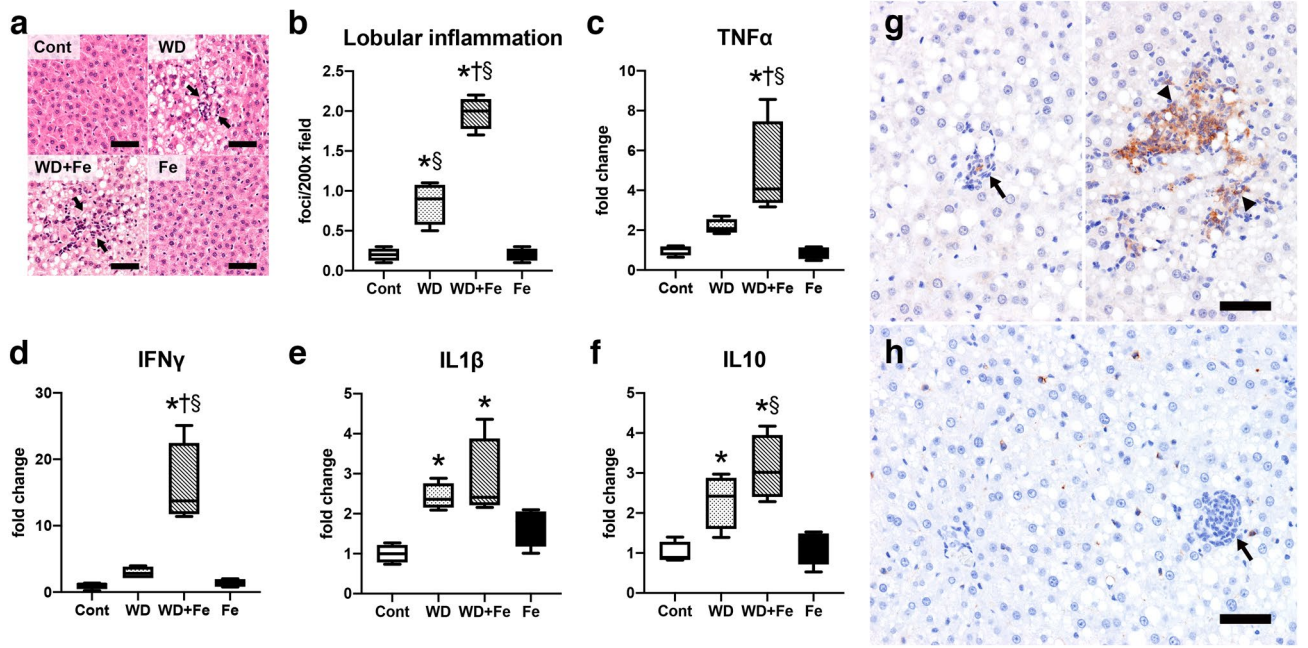 a
Cont
WD
WD+Fe
Fe
b
Lobular inflammation
foci/200x field
2.5
2.0
1.5
1.0
0.5
0.0
*§
*†§
Cont WD WD+Fe Fe
c
TNFα
fold change
10
8
6
4
2
0
*†§
Cont WD WD+Fe Fe
d
IFNγ
fold change
30
20
10
0
*†§
Cont WD WD+Fe Fe
e
IL1β
fold change
5
4
3
2
1
0
*
*
Cont WD WD+Fe Fe
f
IL10
fold change
5
4
3
2
1
0
*
*§
Cont WD WD+Fe Fe
g
h